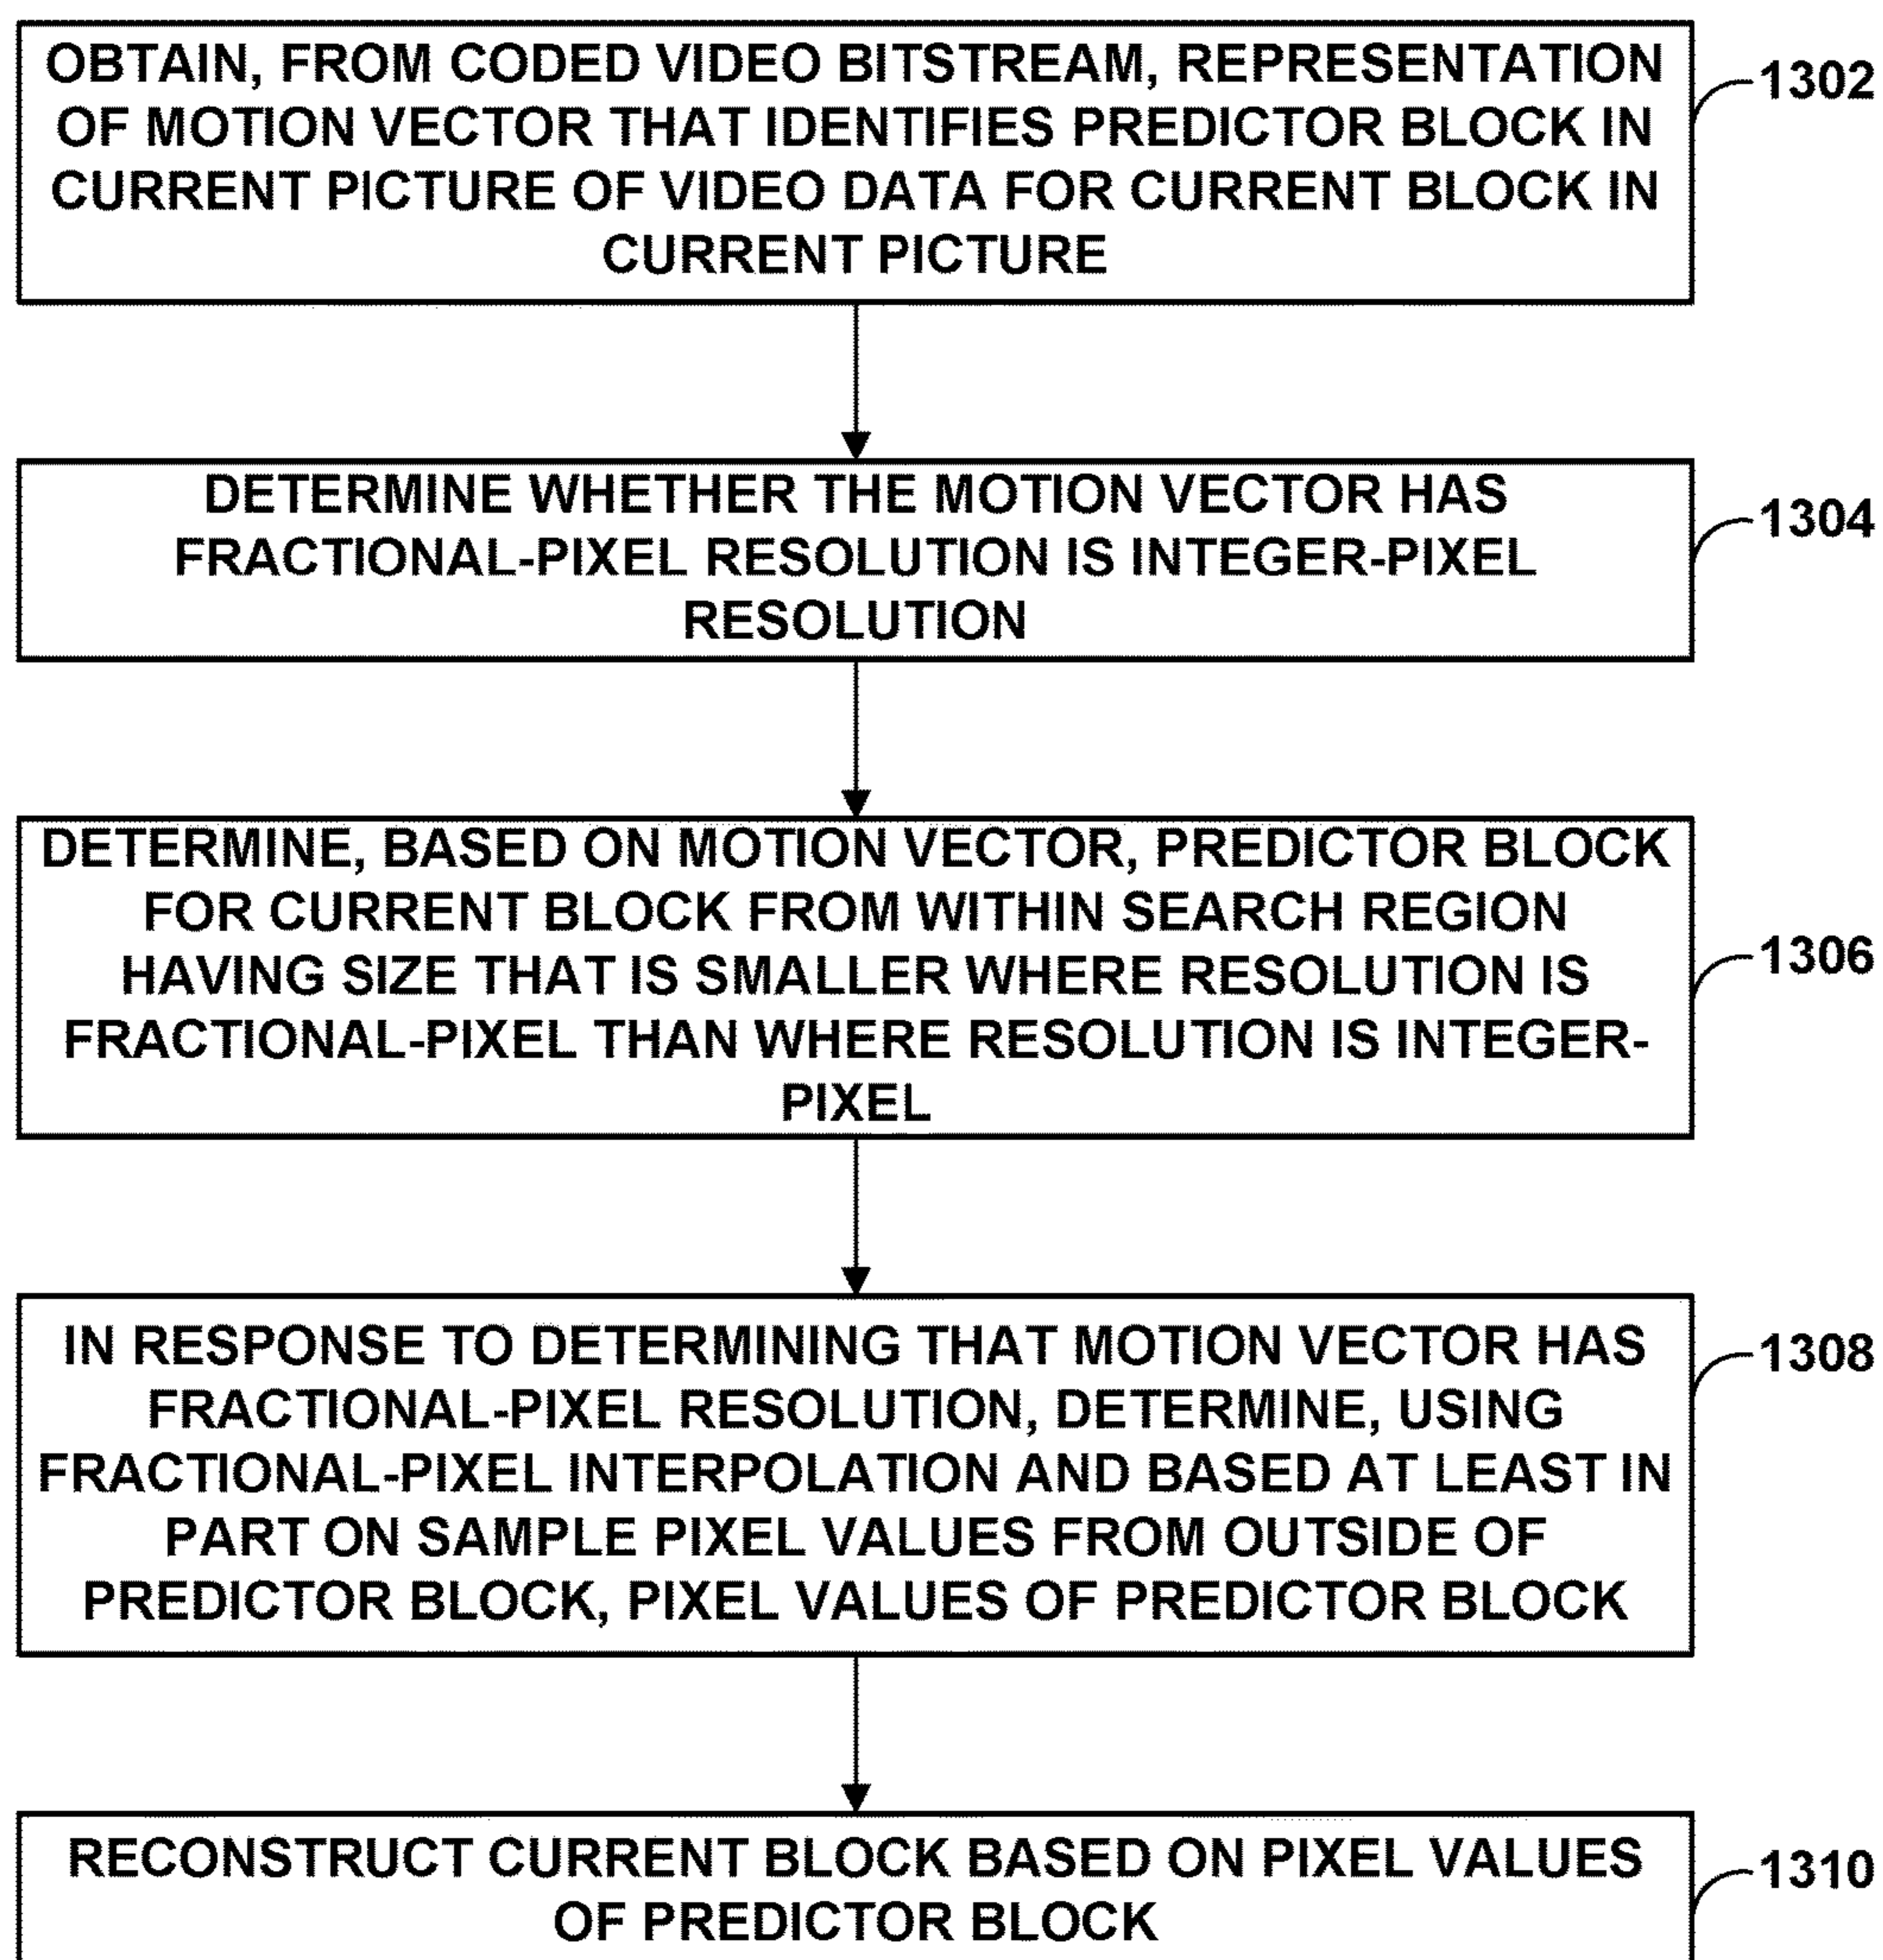 OBTAIN, FROM CODED VIDEO BITSTREAM, REPRESENTATION
OF MOTION VECTOR THAT IDENTIFIES PREDICTOR BLOCK IN
CURRENT PICTURE OF VIDEO DATA FOR CURRENT BLOCK IN
CURRENT PICTURE
1302
DETERMINE WHETHER THE MOTION VECTOR HAS
FRACTIONAL-PIXEL RESOLUTION IS INTEGER-PIXEL
RESOLUTION
1304
DETERMINE, BASED ON MOTION VECTOR, PREDICTOR BLOCK
FOR CURRENT BLOCK FROM WITHIN SEARCH REGION
HAVING SIZE THAT IS SMALLER WHERE RESOLUTION IS
FRACTIONAL-PIXEL THAN WHERE RESOLUTION IS INTEGER-
PIXEL
1306
IN RESPONSE TO DETERMINING THAT MOTION VECTOR HAS
FRACTIONAL-PIXEL RESOLUTION, DETERMINE, USING
FRACTIONAL-PIXEL INTERPOLATION AND BASED AT LEAST IN
PART ON SAMPLE PIXEL VALUES FROM OUTSIDE OF
PREDICTOR BLOCK, PIXEL VALUES OF PREDICTOR BLOCK
1308
RECONSTRUCT CURRENT BLOCK BASED ON PIXEL VALUES
OF PREDICTOR BLOCK
1310